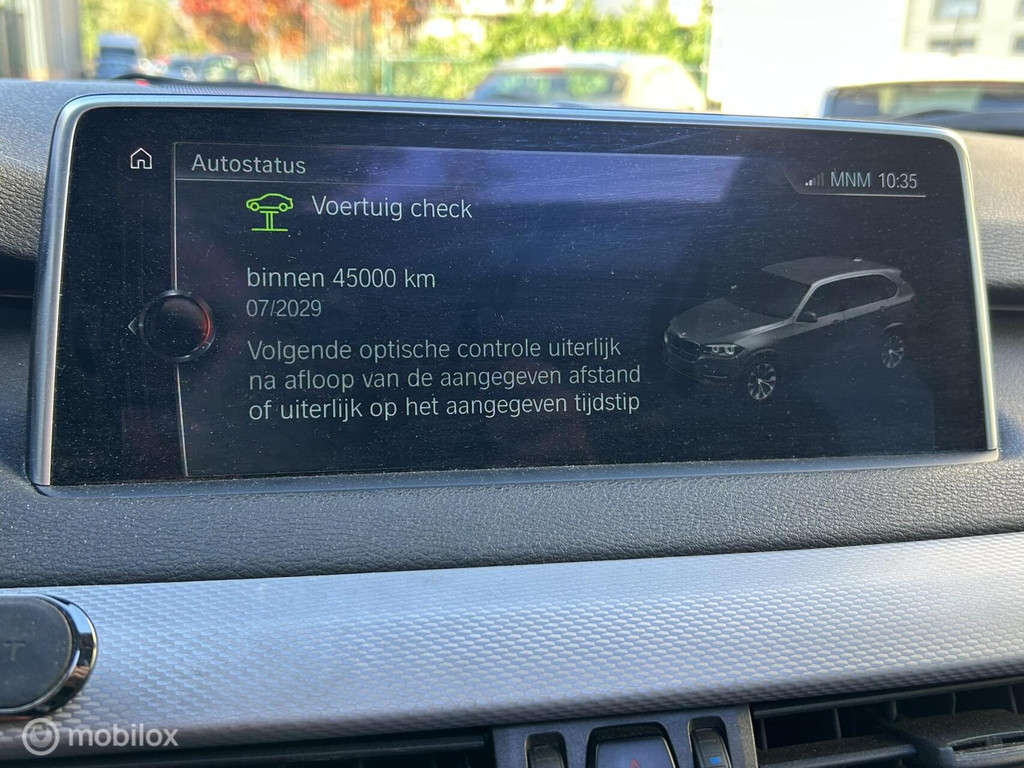 Autostatus
MNM 10:35
Voertuig check
binnen 45000 km
07/2029
Volgende optische controle uiterlijk
na afloop van de aangegeven afstand
of uiterlijk op het aangegeven tijdstip
T
mobilox